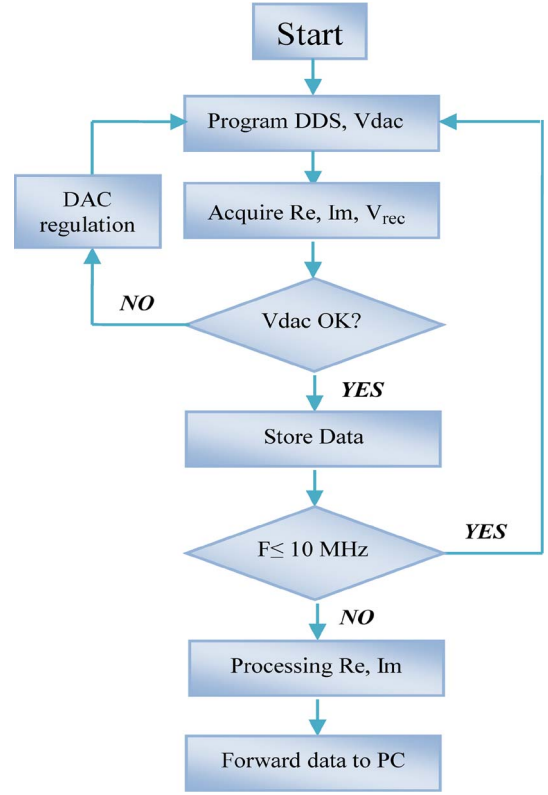 Start
Program DDS, Vdac
DAC
regulation
Acquire Re, Im, Vrec
NO
Vdac OK?
YES
Store Data
F≤ 10 MHz
YES
NO
Processing Re, Im
Forward data to PC